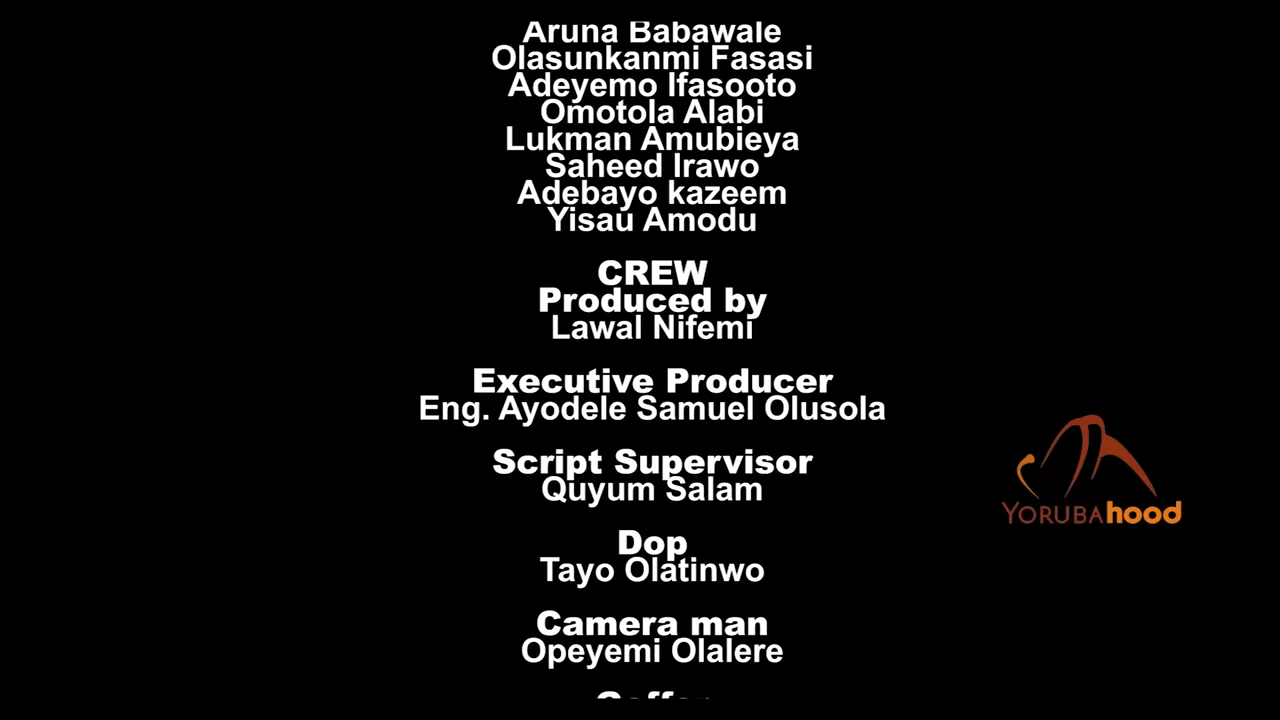 Aruna Babawale
Olasunkanmi Fasasi
Adeyemo Ifasooto
Omotola Alabi
Lukman Amubieya
Saheed Irawo
Adebayo kazeem
Yisau Amodu
CREW
Produced by
Lawal Nifemi
Executive Producer
Eng. Ayodele Samuel Olusola
Script Supervisor
Quyum Salam
Dop
Tayo Olatinwo
Camera man
Opeyemi Olalere
YORUBAhood